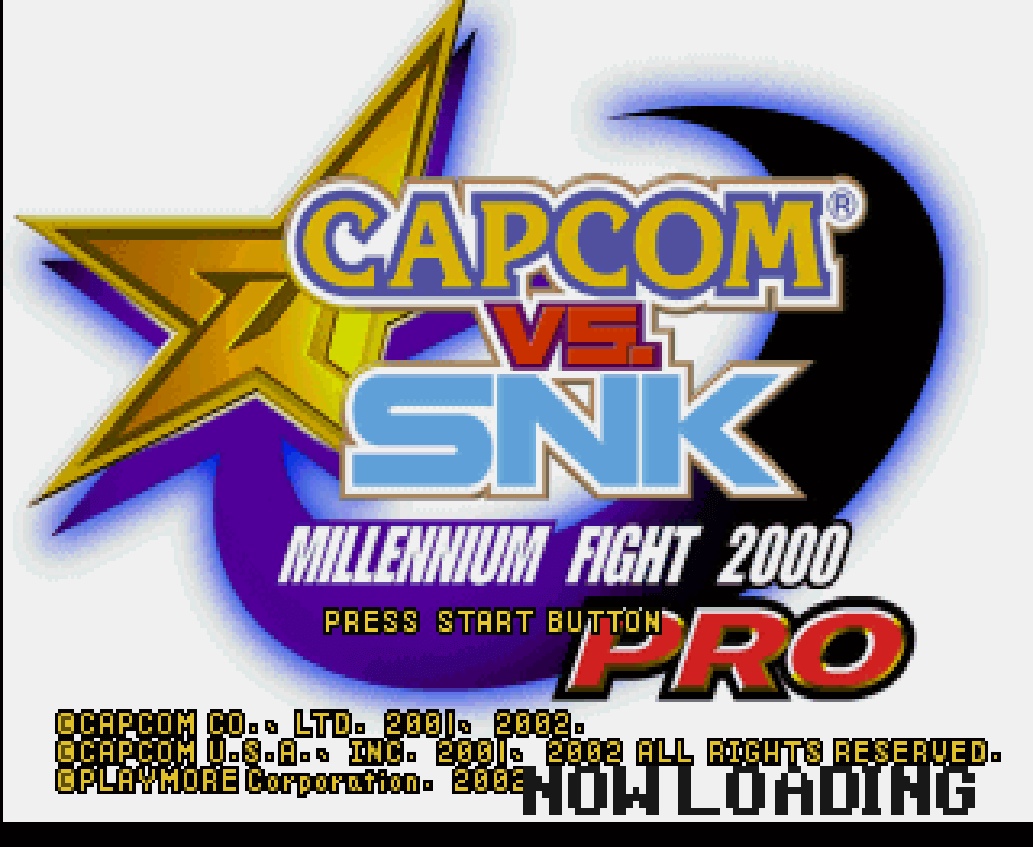 CAPCOM®
VS.
SNK
MILLENNIUM FIGHT 2000
PRO
PRESS START BUTTON
©CAPCOM CO., LTD. 2001, 2002.
©CAPCOM U.S.A., INC. 2001, 2002 ALL RIGHTS RESERVED.
©PLAYMORE Corporation. 2002
NOW LOADING